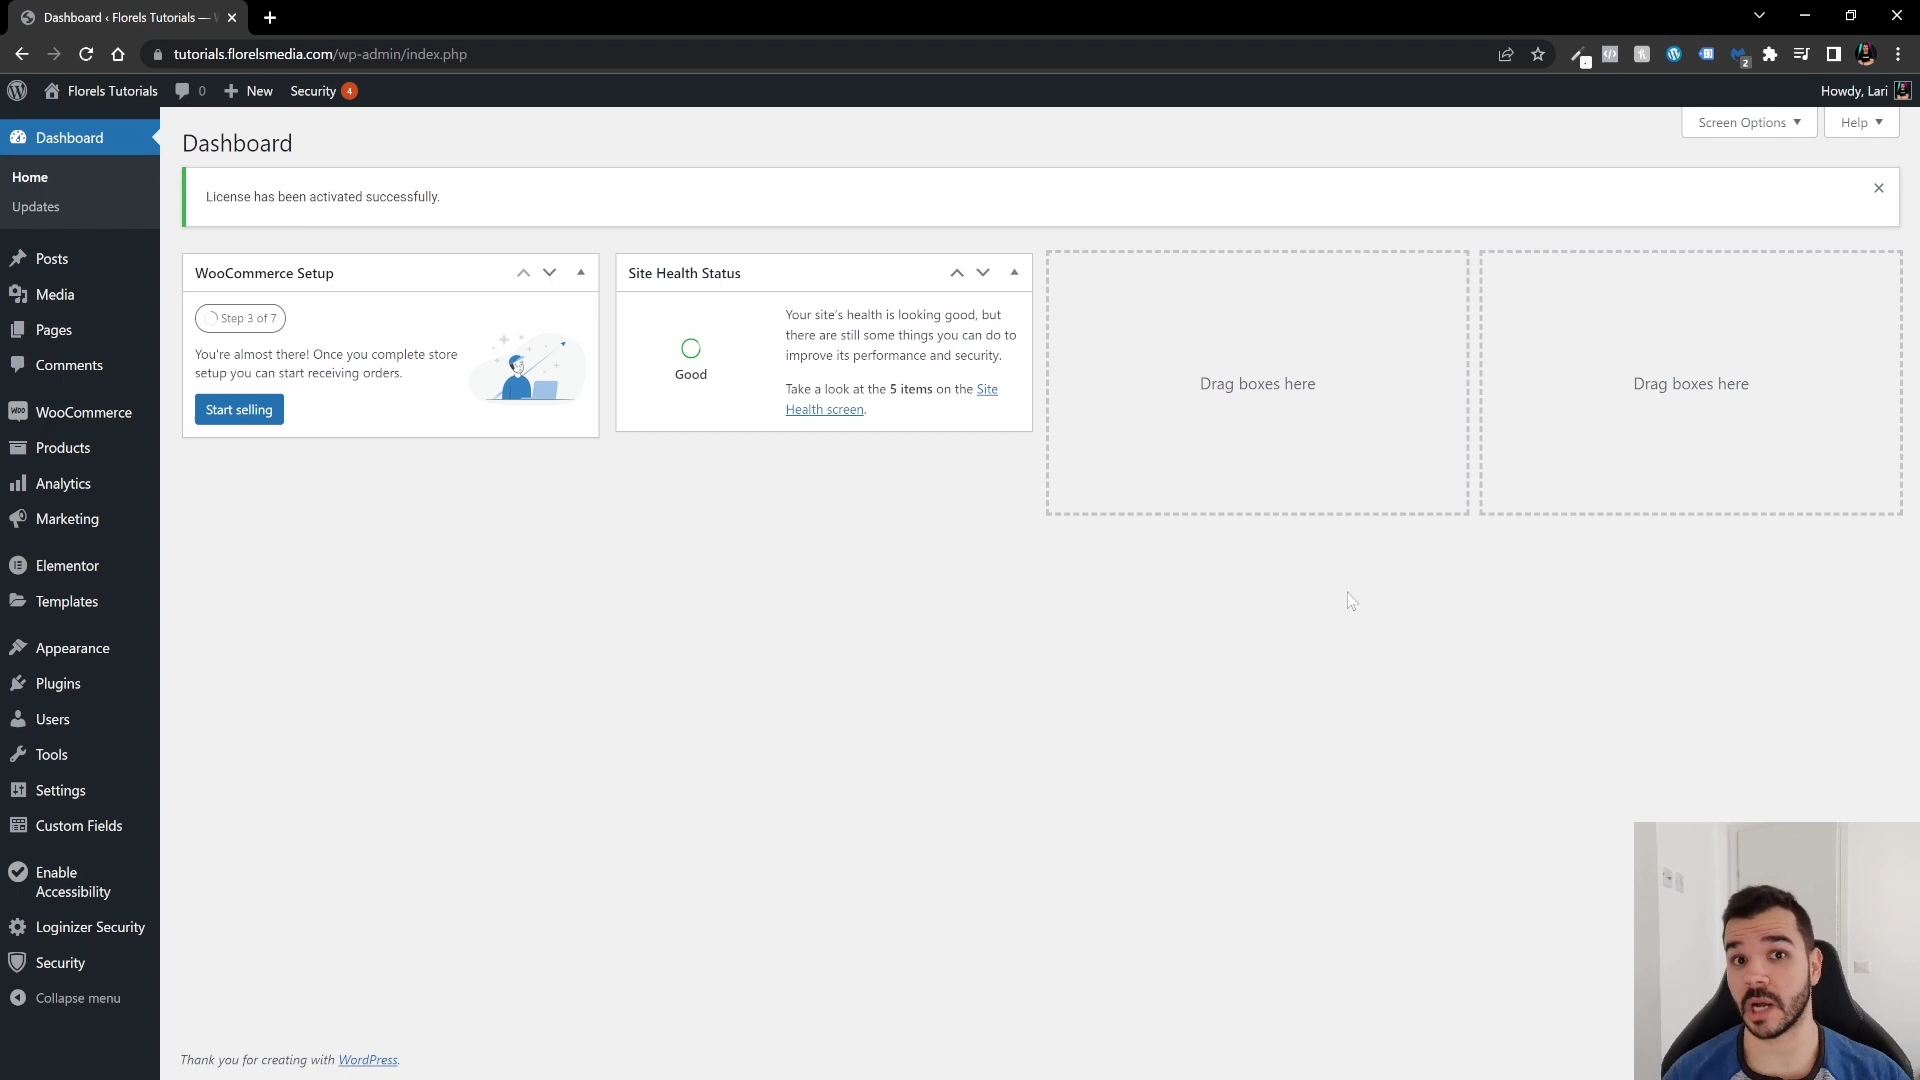 Dashboard ‹ Florels Tutorials —
tutorials.florelsmedia.com/wp-admin/index.php
2
Florels Tutorials
0
New
Security 4
Howdy, Lari
Dashboard
Home
Updates
Posts
Media
Pages
Comments
WooCommerce
Products
Analytics
Marketing
Elementor
Templates
Appearance
Plugins
Users
Tools
Settings
Custom Fields
Enable
Accessibility
Loginizer Security
Security
Collapse menu
Screen Options
Help
Dashboard
License has been activated successfully.
WooCommerce Setup
Step 3 of 7
You're almost there! Once you complete store
setup you can start receiving orders.
Start selling
Site Health Status
Good
Your site's health is looking good, but
there are still some things you can do to
improve its performance and security.
Take a look at the 5 items on the Site
Health screen.
Drag boxes here
Drag boxes here
Thank you for creating with WordPress.